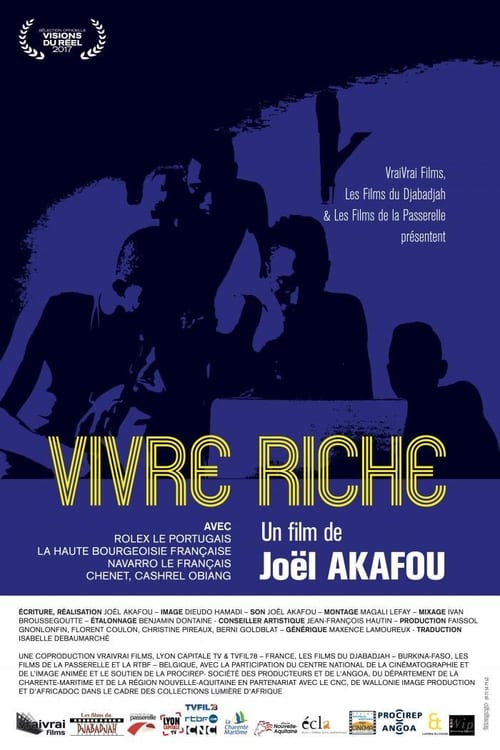 SÉLECTION OFFICIELLE
VISIONS
DU RÉEL
2017
VraiVrai Films,
Les Films du Djabadjah
& Les Films de la Passerelle
présentent
VIVRE RICHE
AVEC
ROLEX LE PORTUGAIS
LA HAUTE BOURGEOISIE FRANÇAISE
NAVARRO LE FRANÇAIS
CHENET, CASHREL OBIANG
Un film de
Joël AKAFOU
ÉCRITURE, RÉALISATION JOËL AKAFOU – IMAGE DIEUDO HAMADI – SON JOËL AKAFOU – MONTAGE MAGALI LEFAY – MIXAGE IVAN
BROUSSEGOUTTE – ÉTALONNAGE BENJAMIN DONTAINE - CONSEILLER ARTISTIQUE JEAN-FRANÇOIS HAUTIN – PRODUCTION FAISSOL
GNONLONFIN, FLORENT COULON, CHRISTINE PIREAUX, BERNI GOLDBLAT – GÉNÉRIQUE MAXENCE LAMOUREUX - TRADUCTION
ISABELLE DEBAUMARCHÉ
UNE COPRODUCTION VRAIVRAI FILMS, LYON CAPITALE TV & TVFIL78 – FRANCE, LES FILMS DU DJABADJAH – BURKINA-FASO, LES
FILMS DE LA PASSERELLE ET LA RTBF – BELGIQUE, AVEC LA PARTICIPATION DU CENTRE NATIONAL DE LA CINÉMATOGRAPHIE ET
DE L'IMAGE ANIMÉE ET LE SOUTIEN DE LA PROCIREP- SOCIÉTÉ DES PRODUCTEURS ET DE L'ANGOA, DU DÉPARTEMENT DE LA
CHARENTE-MARITIME ET DE LA RÉGION NOUVELLE-AQUITAINE EN PARTENARIAT AVEC LE CNC, DE WALLONIE IMAGE PRODUCTION
ET D'AFRICADOC DANS LE CADRE DES COLLECTIONS LUMIÈRE D'AFRIQUE
vraivrai
films
Les films du
DJABADJAH
passerelle
LYON
CAPITALE
TV
TVFIL78
rtbf.be
CNC
la
Charente
Maritime
Nouvelle-
Aquitaine
écla
PROCIREP
ANGOA
Wip